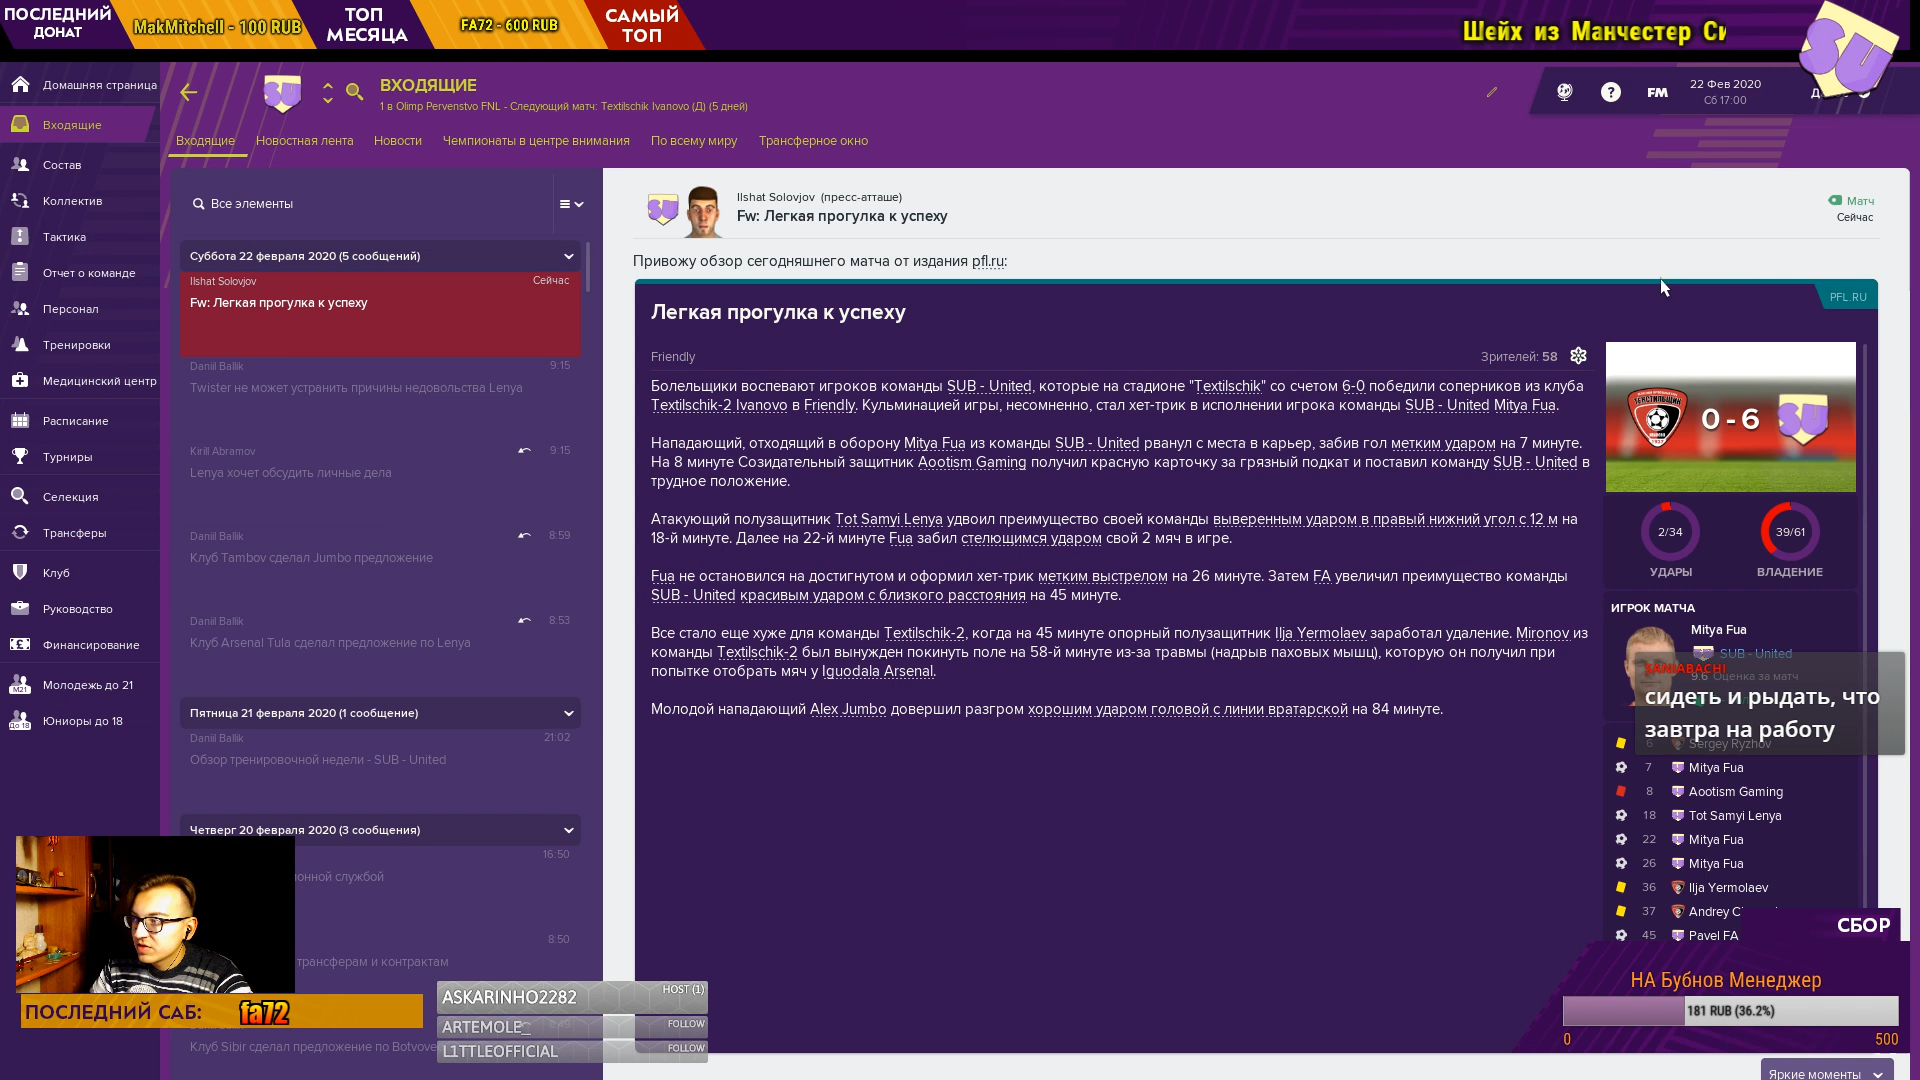 ПОСЛЕДНИЙ ДОНАТ
MakMitchell - 100 RUB
ТОП МЕСЯЦА
FA72 - 600 RUB
САМЫЙ ТОП
Шейх из Манчестер Си
SU
Домашняя страница
Входящие
Состав
Коллектив
Тактика
Отчет о команде
Персонал
Тренировки
Медицинский центр
Расписание
Турниры
Селекция
Трансферы
Клуб
Руководство
Финансирование
Молодежь до 21
Юниоры до 18
ВХОДЯЩИЕ
1 в Olimp Pervenstvo FNL - Следующий матч: Textilschik Ivanovo (Д) (5 дней)
FM
22 Фев 2020
Сб 17:00
Входящие
Новостная лента
Новости
Чемпионаты в центре внимания
По всему миру
Трансферное окно
Все элементы
Суббота 22 февраля 2020 (5 сообщений)
Ilshat Solovjov
Сейчас
Fw: Легкая прогулка к успеху
Daniil Ballik
9:15
Twister не может устранить причины недовольства Lenya
Kirill Abramov
9:15
Lenya хочет обсудить личные дела
Daniil Ballik
8:59
Клуб Tambov сделал Jumbo предложение
Daniil Ballik
8:53
Клуб Arsenal Tula сделал предложение по Lenya
Пятница 21 февраля 2020 (1 сообщение)
Daniil Ballik
21:02
Обзор тренировочной недели - SUB - United
Четверг 20 февраля 2020 (3 сообщения)
16:50
онной службой
8:50
трансферам и контрактам
Клуб Sibir сделал предложение по Botvove
Ilshat Solovjov (пресс-атташе)
Fw: Легкая прогулка к успеху
Матч
Сейчас
Привожу обзор сегодняшнего матча от издания pfl.ru:
PFL.RU
Легкая прогулка к успеху
Friendly
Зрителей: 58
Болельщики воспевают игроков команды SUB - United, которые на стадионе "Textilschik" со счетом 6-0 победили соперников из клуба
Textilschik-2 Ivanovo в Friendly. Кульминацией игры, несомненно, стал хет-трик в исполнении игрока команды SUB - United Mitya Fua.
Нападающий, отходящий в оборону Mitya Fua из команды SUB - United рванул с места в карьер, забив гол метким ударом на 7 минуте.
На 8 минуте Созидательный защитник Aootism Gaming получил красную карточку за грязный подкат и поставил команду SUB - United в
трудное положение.
Атакующий полузащитник Tot Samyi Lenya удвоил преимущество своей команды выверенным ударом в правый нижний угол с 12 м на
18-й минуте. Далее на 22-й минуте Fua забил стелющимся ударом свой 2 мяч в игре.
Fua не остановился на достигнутом и оформил хет-трик метким выстрелом на 26 минуте. Затем FA увеличил преимущество команды
SUB - United красивым ударом с близкого расстояния на 45 минуте.
Все стало еще хуже для команды Textilschik-2, когда на 45 минуте опорный полузащитник Ilja Yermolaev заработал удаление. Mironov из
команды Textilschik-2 был вынужден покинуть поле на 58-й минуте из-за травмы (надрыв паховых мышц), которую он получил при
попытке отобрать мяч у Iguodala Arsenal.
Молодой нападающий Alex Jumbo довершил разгром хорошим ударом головой с линии вратарской на 84 минуте.
ТЕКСТИЛЬЩИК
0 - 6
2/34
УДАРЫ
39/61
ВЛАДЕНИЕ
ИГРОК МАТЧА
Mitya Fua
SUB - United
9.6 Оценка за матч
SANJABACHI
сидеть и рыдать, что
завтра на работу
6 Sergey Ryzhov
7 Mitya Fua
8 Aootism Gaming
18 Tot Samyi Lenya
22 Mitya Fua
26 Mitya Fua
36 Ilja Yermolaev
37 Andrey
45 Pavel FA
СБОР
НА Бубнов Менеджер
181 RUB (36.2%)
0
500
Яркие моменты
ПОСЛЕДНИЙ САБ:
fa72
ASKARINHO2282
HOST (1)
ARTEMOLE_
FOLLOW
L1TTLEOFFICIAL
FOLLOW